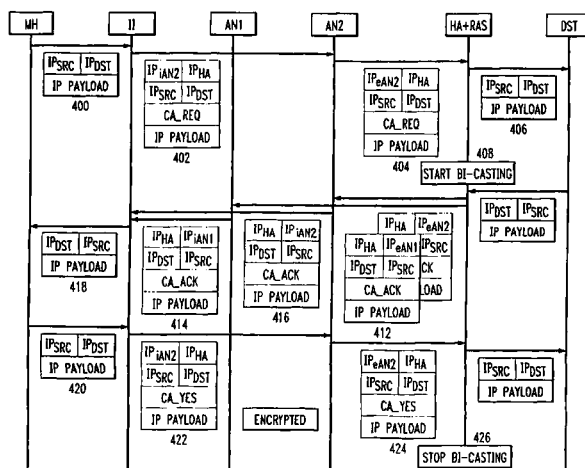 MH II AN1 AN2 HA+RAS DST
IPSRC IPDST
IP PAYLOAD
400
IPiAN2 IPHA
IPSRC IPDST
CA_REQ
IP PAYLOAD
402
IPeAN2 IPHA
IPSRC IPDST
CA_REQ
IP PAYLOAD
404
IPSRC IPDST
IP PAYLOAD
406
408
START BI-CASTING
IPDST IPSRC
IP PAYLOAD
418
IPHA IPiAN1
IPDST IPSRC
CA_ACK
IP PAYLOAD
414
IPHA IPiAN2
IPDST IPSRC
CA_ACK
IP PAYLOAD
416
IPHA IPeAN2
IPHA IPeAN1 IPSRC
IPDST IPSRC CK
CA_ACK LOAD
IP PAYLOAD
412
IPDST IPSRC
IP PAYLOAD
IPSRC IPDST
IP PAYLOAD
420
IPiAN2 IPHA
IPSRC IPDST
CA_YES
IP PAYLOAD
422
ENCRYPTED
IPeAN2 IPHA
IPSRC IPDST
CA_YES
IP PAYLOAD
424
IPSRC IPDST
IP PAYLOAD
426
STOP BI-CASTING